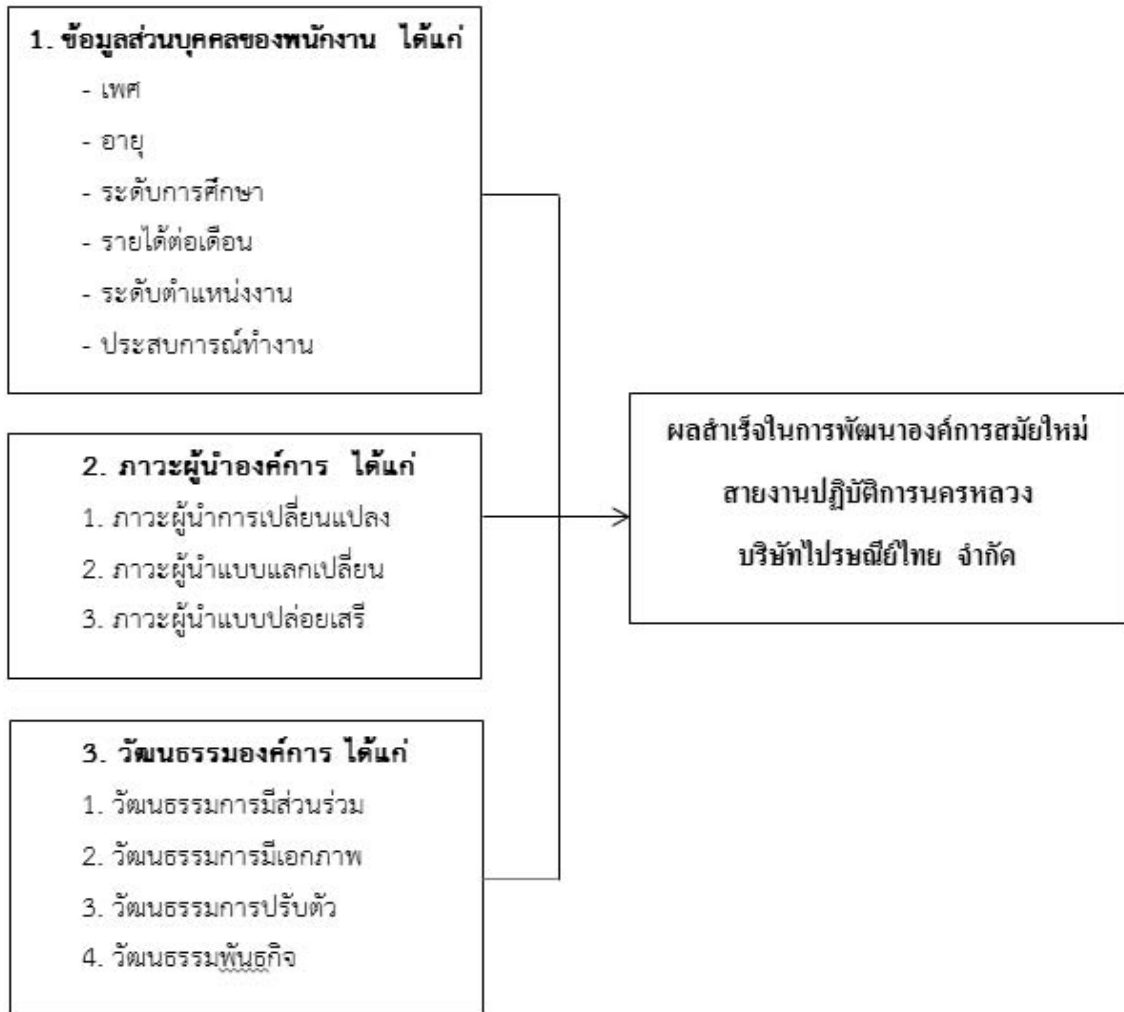 1. ข้อมูลส่วนบุคคลของพนักงาน ได้แก่
- เพศ
- อายุ
- ระดับการศึกษา
- รายได้ต่อเดือน
- ระดับตำแหน่งงาน
- ประสบการณ์ทำงาน
2. ภาวะผู้นำองค์การ ได้แก่
1. ภาวะผู้นำการเปลี่ยนแปลง
2. ภาวะผู้นำแบบแลกเปลี่ยน
3. ภาวะผู้นำแบบปล่อยเสรี
3. วัฒนธรรมองค์การ ได้แก่
1. วัฒนธรรมการมีส่วนร่วม
2. วัฒนธรรมการมีเอกภาพ
3. วัฒนธรรมการปรับตัว
4. วัฒนธรรมพันธกิจ
ผลสำเร็จในการพัฒนาองค์การสมัยใหม่
สายงานปฏิบัติการนครหลวง
บริษัทไปรษณีย์ไทย จำกัด